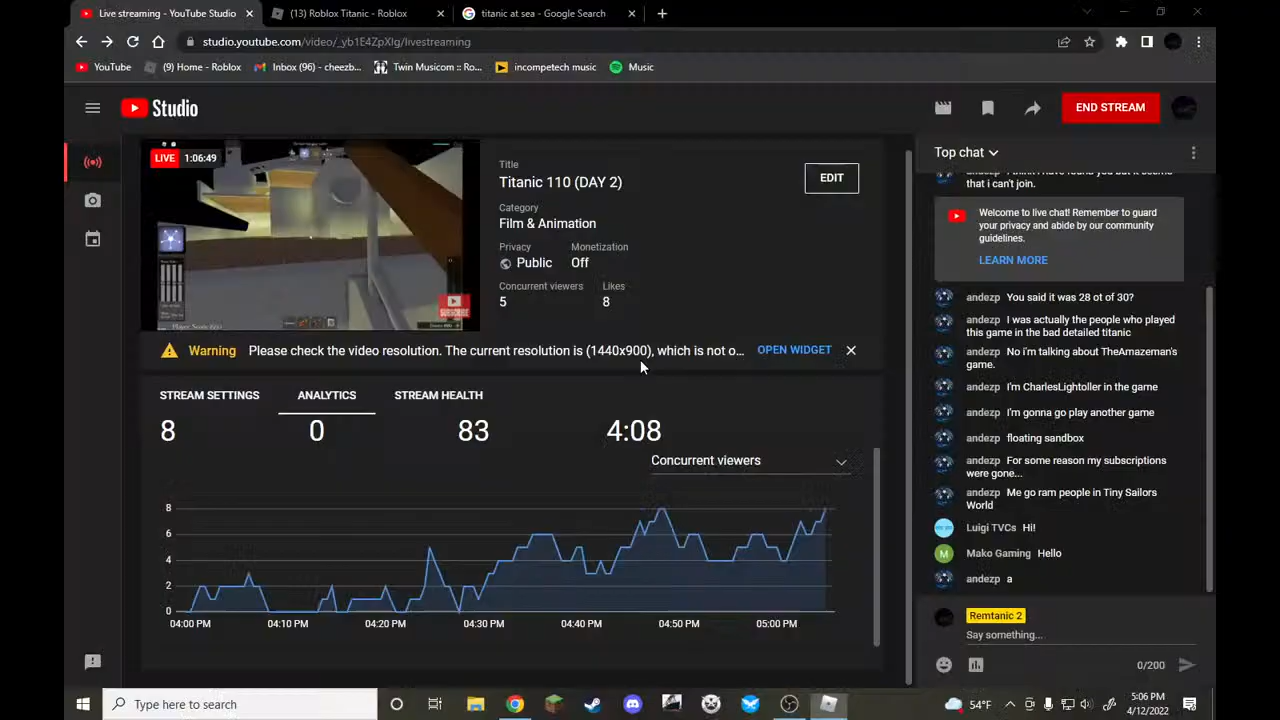 Live streaming - YouTube Studio
(13) Roblox Titanic - Roblox
titanic at sea - Google Search
studio.youtube.com/video/_yb1E4ZpXIg/livestreaming
YouTube
(9) Home - Roblox
Inbox (96) - cheezb...
Twin Musicom :: Ro...
incompetech music
Music
Studio
END STREAM
LIVE 1:06:49
SUBSCRIBE
Title
Titanic 110 (DAY 2)
EDIT
Category
Film & Animation
Privacy
Monetization
Public
Off
Concurrent viewers
Likes
5
8
Warning Please check the video resolution. The current resolution is (1440x900), which is not o...
OPEN WIDGET
STREAM SETTINGS
ANALYTICS
STREAM HEALTH
8
0
83
4:08
Concurrent viewers
8
6
4
2
0
04:00 PM
04:10 PM
04:20 PM
04:30 PM
04:40 PM
04:50 PM
05:00 PM
Top chat
that i can't join.
Welcome to live chat! Remember to guard
your privacy and abide by our community
guidelines.
LEARN MORE
andezp You said it was 28 ot of 30?
andezp I was actually the people who played
this game in the bad detailed titanic
andezp No i'm talking about TheAmazeman's
game.
andezp I'm CharlesLightoller in the game
andezp I'm gonna go play another game
andezp floating sandbox
andezp For some reason my subscriptions
were gone...
andezp Me go ram people in Tiny Sailors
World
Luigi TVCs Hi!
M Mako Gaming Hello
andezp a
Remtanic 2
Say something...
0/200
Type here to search
54°F
5:06 PM
4/12/2022